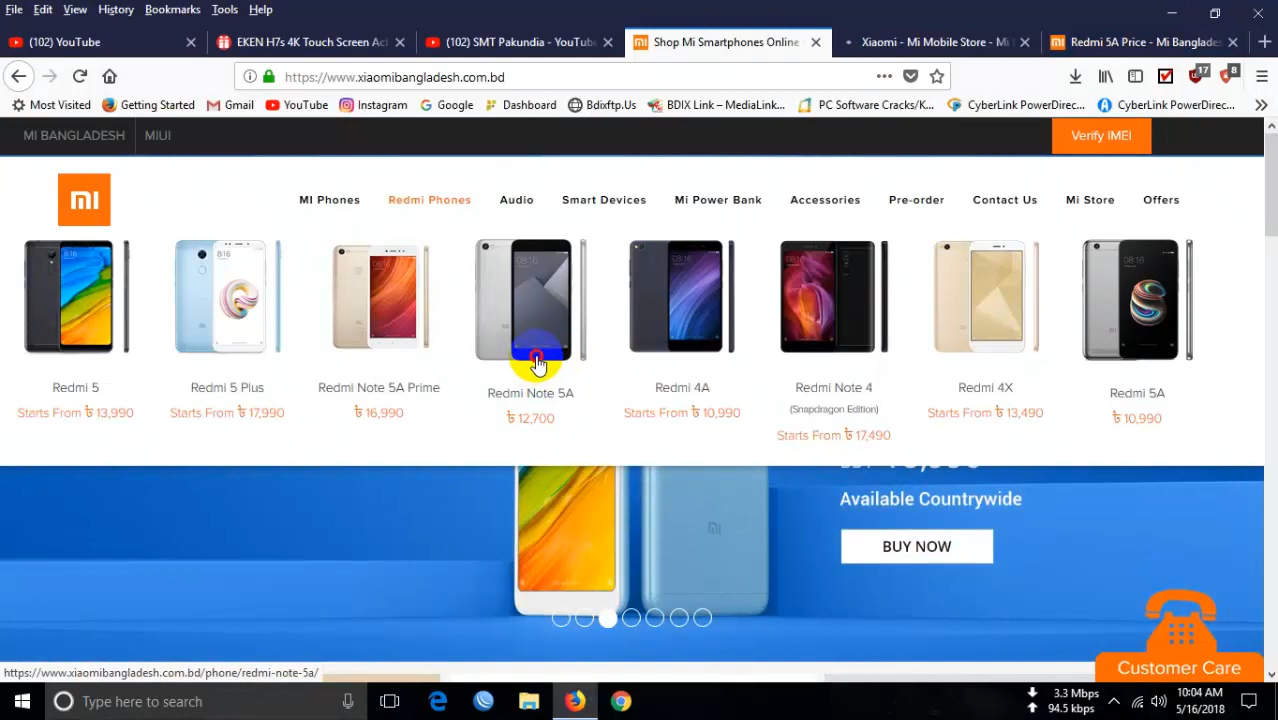 File Edit View History Bookmarks Tools Help
(102) YouTube
EKEN H7s 4K Touch Screen Act
(102) SMT Pakundia - YouTube
Shop Mi Smartphones Online
Xiaomi - Mi Mobile Store - Mi
Redmi 5A Price - Mi Banglades
https://www.xiaomibangladesh.com.bd
17
8
Most Visited Getting Started Gmail YouTube Instagram Google Dashboard Bdixftp.Us BDIX Link – MediaLink... PC Software Cracks/K... CyberLink PowerDirec... CyberLink PowerDirec...
MI BANGLADESH MIUI Verify IMEI
MI Phones Redmi Phones Audio Smart Devices Mi Power Bank Accessories Pre-order Contact Us Mi Store Offers
Redmi 5
Starts From ৳ 13,990
Redmi 5 Plus
Starts From ৳ 17,990
Redmi Note 5A Prime
৳ 16,990
Redmi Note 5A
৳ 12,700
Redmi 4A
Starts From ৳ 10,990
Redmi Note 4
(Snapdragon Edition)
Starts From ৳ 17,490
Redmi 4X
Starts From ৳ 13,490
Redmi 5A
৳ 10,990
Available Countrywide
BUY NOW
Customer Care
https://www.xiaomibangladesh.com.bd/phone/redmi-note-5a/
Type here to search
3.3 Mbps
94.5 kbps
10:04 AM
5/16/2018